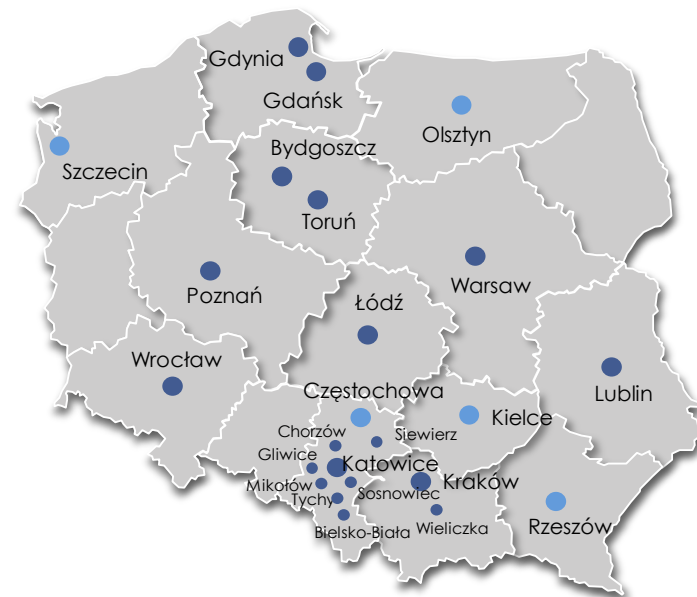 Gdynia
Gdańsk
Olsztyn
Bydgoszcz
Szczecin
Toruń
Warsaw
Poznań
Łódź
Wrocław
Lublin
Częstochowa
Kielce
Chorzów
Siewierz
Gliwice
Katowice
Mikołów
Sosnowiec
Kraków
Tychy
Rzeszów
Bielsko-Biała
Wieliczka